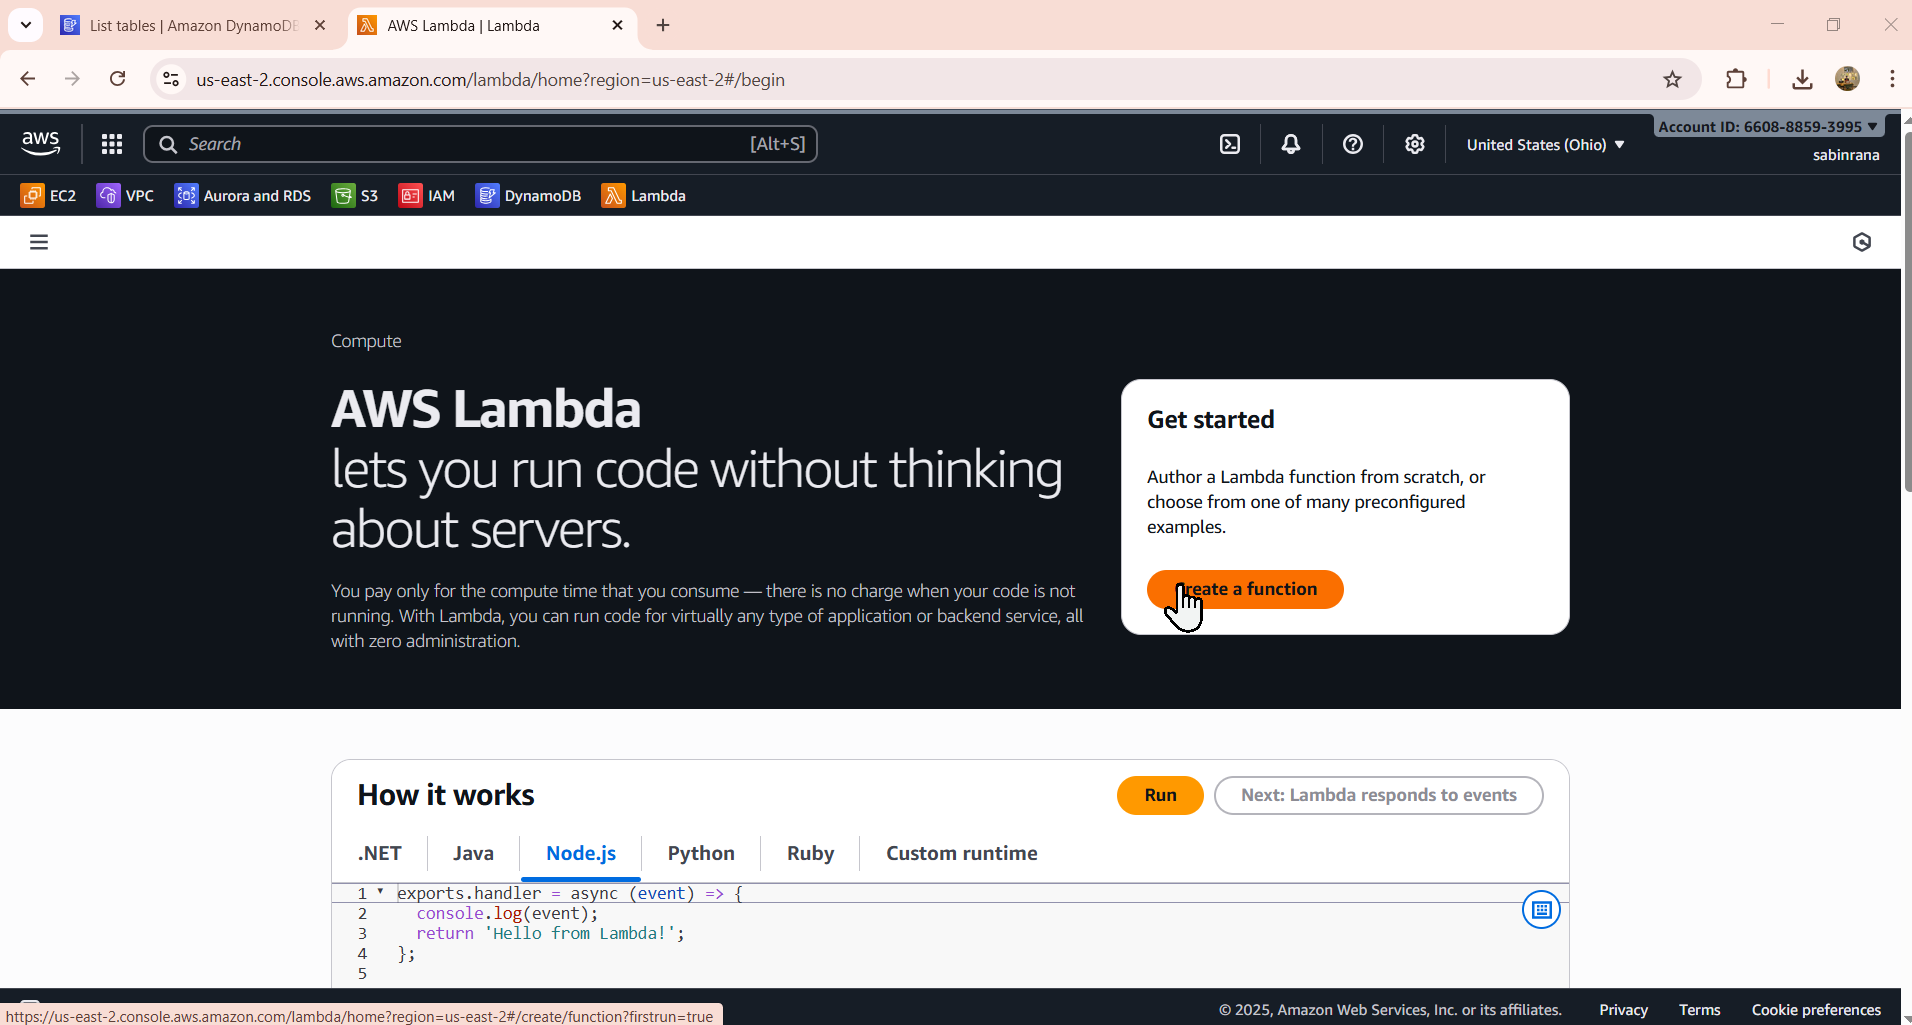 List tables | Amazon DynamoDB
AWS Lambda | Lambda
us-east-2.console.aws.amazon.com/lambda/home?region=us-east-2#/begin
aws
Search
[Alt+S]
United States (Ohio)
Account ID: 6608-8859-3995
sabinrana
EC2
VPC
Aurora and RDS
S3
IAM
DynamoDB
Lambda
Compute
AWS Lambda
lets you run code without thinking
about servers.
You pay only for the compute time that you consume — there is no charge when your code is not
running. With Lambda, you can run code for virtually any type of application or backend service, all
with zero administration.
Get started
Author a Lambda function from scratch, or
choose from one of many preconfigured
examples.
Create a function
How it works
Run
Next: Lambda responds to events
.NET
Java
Node.js
Python
Ruby
Custom runtime
1 exports.handler = async (event) => {
2 console.log(event);
3 return 'Hello from Lambda!';
4 };
5
© 2025, Amazon Web Services, Inc. or its affiliates.
Privacy
Terms
Cookie preferences
https://us-east-2.console.aws.amazon.com/lambda/home?region=us-east-2#/create/function?firstrun=true